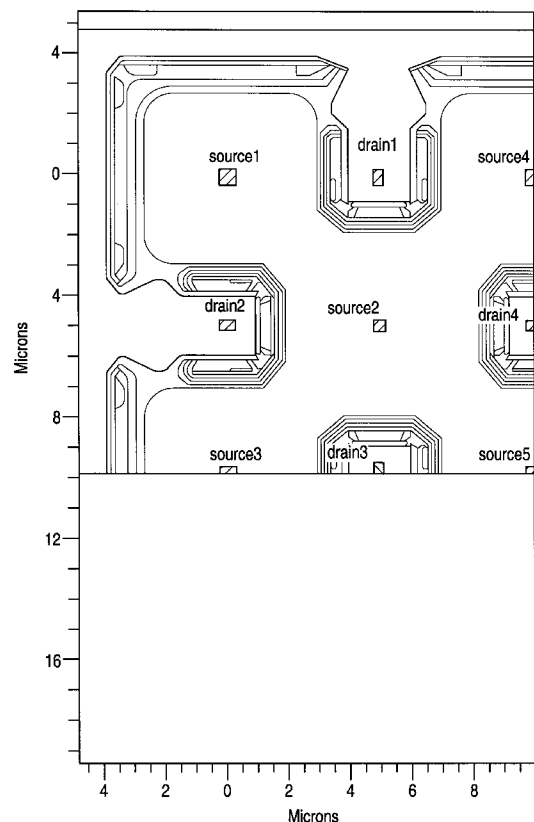 4
source1
drain1
source4
0
4
drain2
source2
drain4
Microns
8
source3
drain3
source5
12
16
4 0 2 4 6 8
Microns